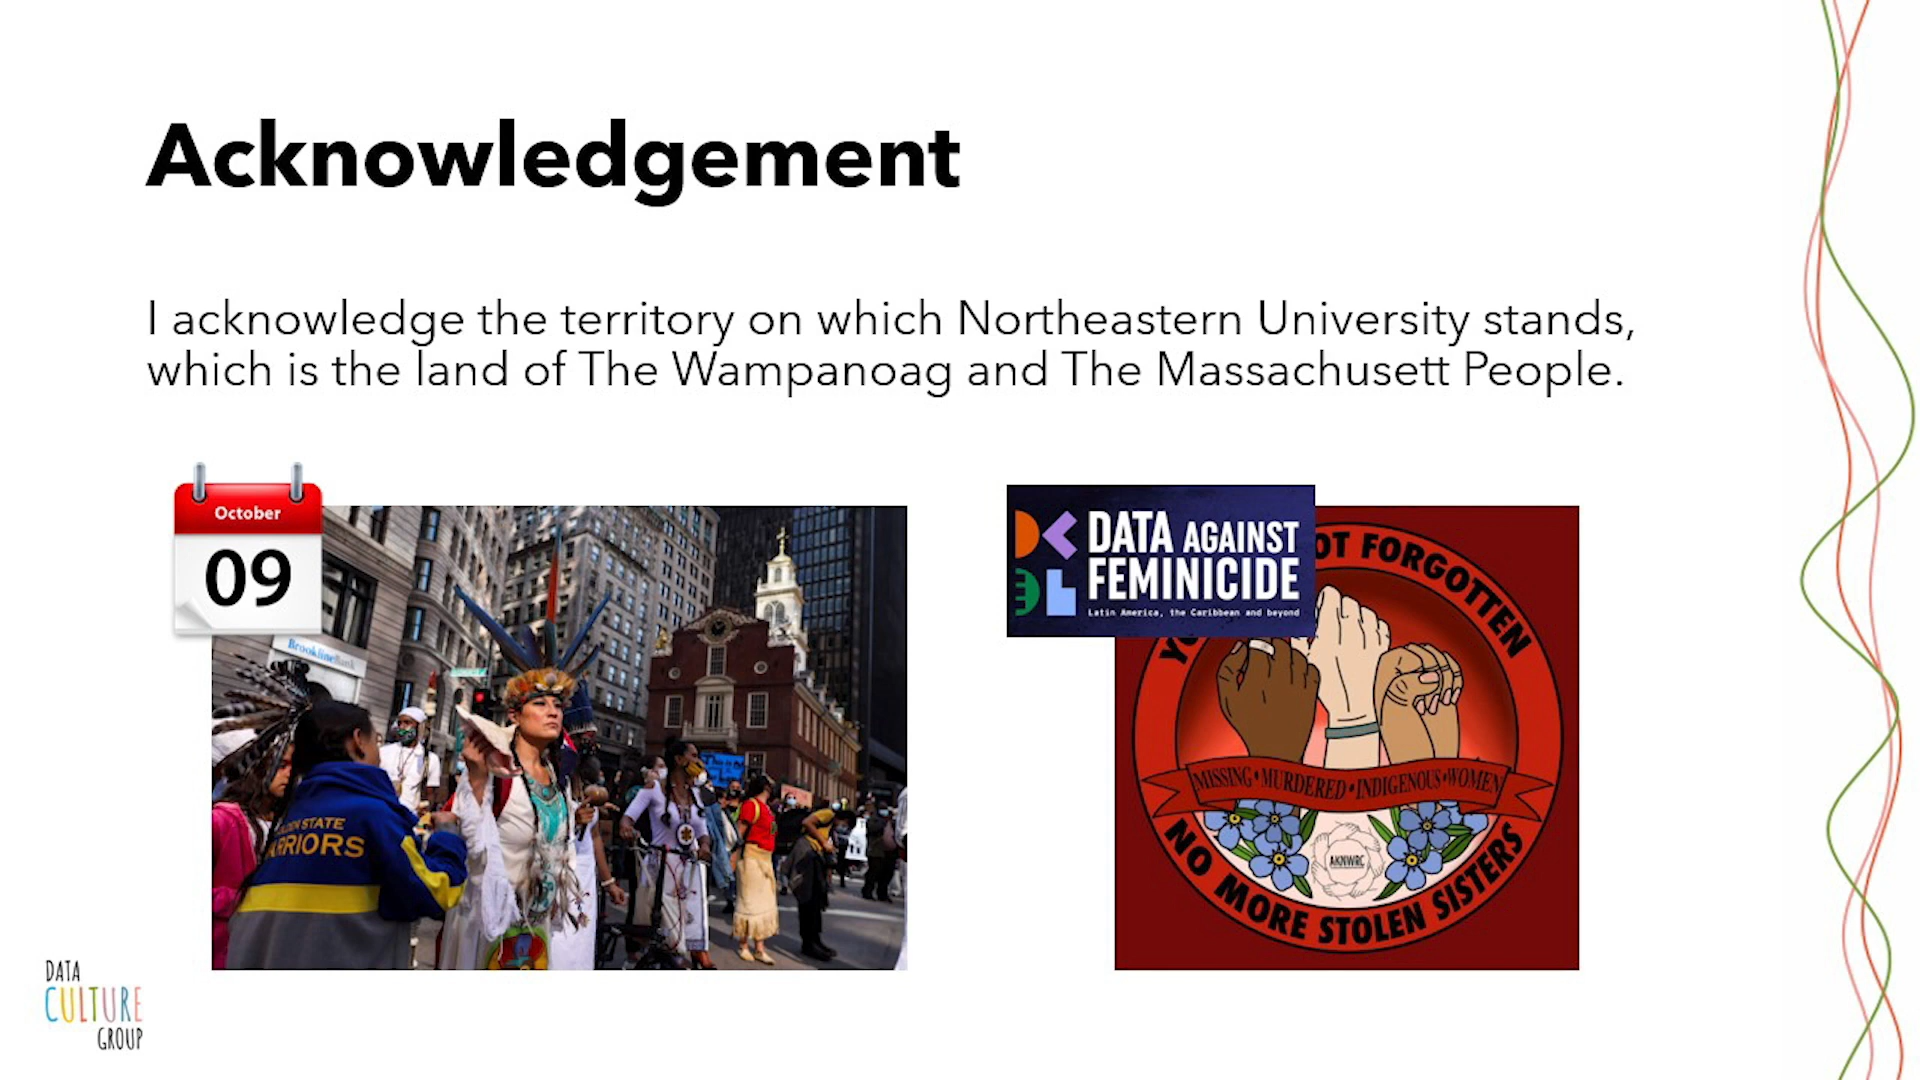 Acknowledgement
I acknowledge the territory on which Northeastern University stands,
which is the land of The Wampanoag and The Massachusett People.
October
09
BrooklineBank
STATE
WARRIORS
DATA AGAINST
FEMINICIDE
Latin America, the Caribbean and beyond
NOT FORGOTTEN
MISSING • MURDERED • INDIGENOUS • WOMEN
AKNWRC
NO MORE STOLEN SISTERS
DATA
CULTURE
GROUP